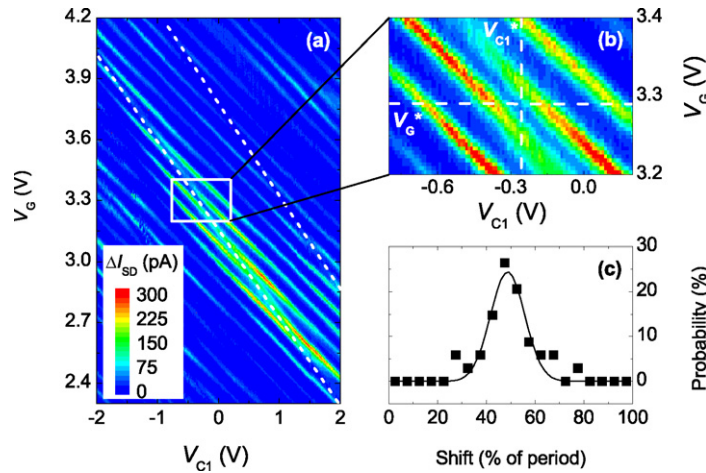 (a)
4.2
3.9
3.6
3.3
3.0
2.7
2.4
V_G (V)
ΔI_SD (pA)
300
225
150
75
0
-2
-1
0
1
2
V_C1 (V)
(b)
V_C1*
V_G*
3.4
3.3
3.2
V_G (V)
-0.6
-0.3
0.0
V_C1 (V)
(c)
30
20
10
0
Probability (%)
0
20
40
60
80
100
Shift (% of period)